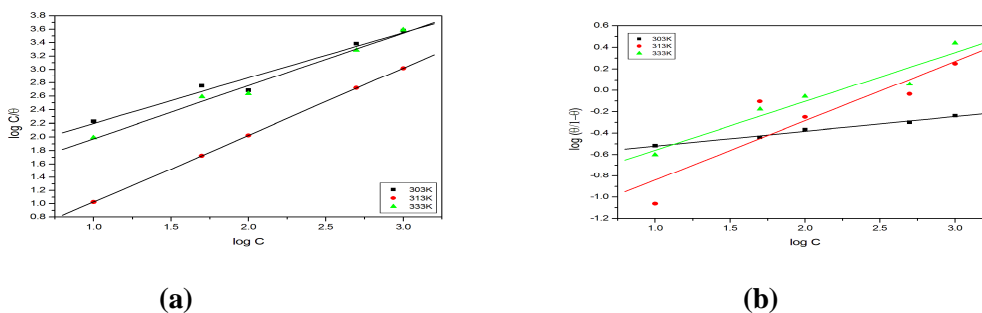 3.8
3.6
3.4
3.2
3.0
2.8
2.6
2.4
2.2
2.0
1.8
1.6
1.4
1.2
1.0
0.8
log C/θ
1.0 1.5 2.0 2.5 3.0
log C
303K
313K
333K
(a)
0.6
0.4
0.2
0.0
-0.2
-0.4
-0.6
-0.8
-1.0
-1.2
log (θ/1–θ)
1.0 1.5 2.0 2.5 3.0
log C
303K
313K
333K
(b)